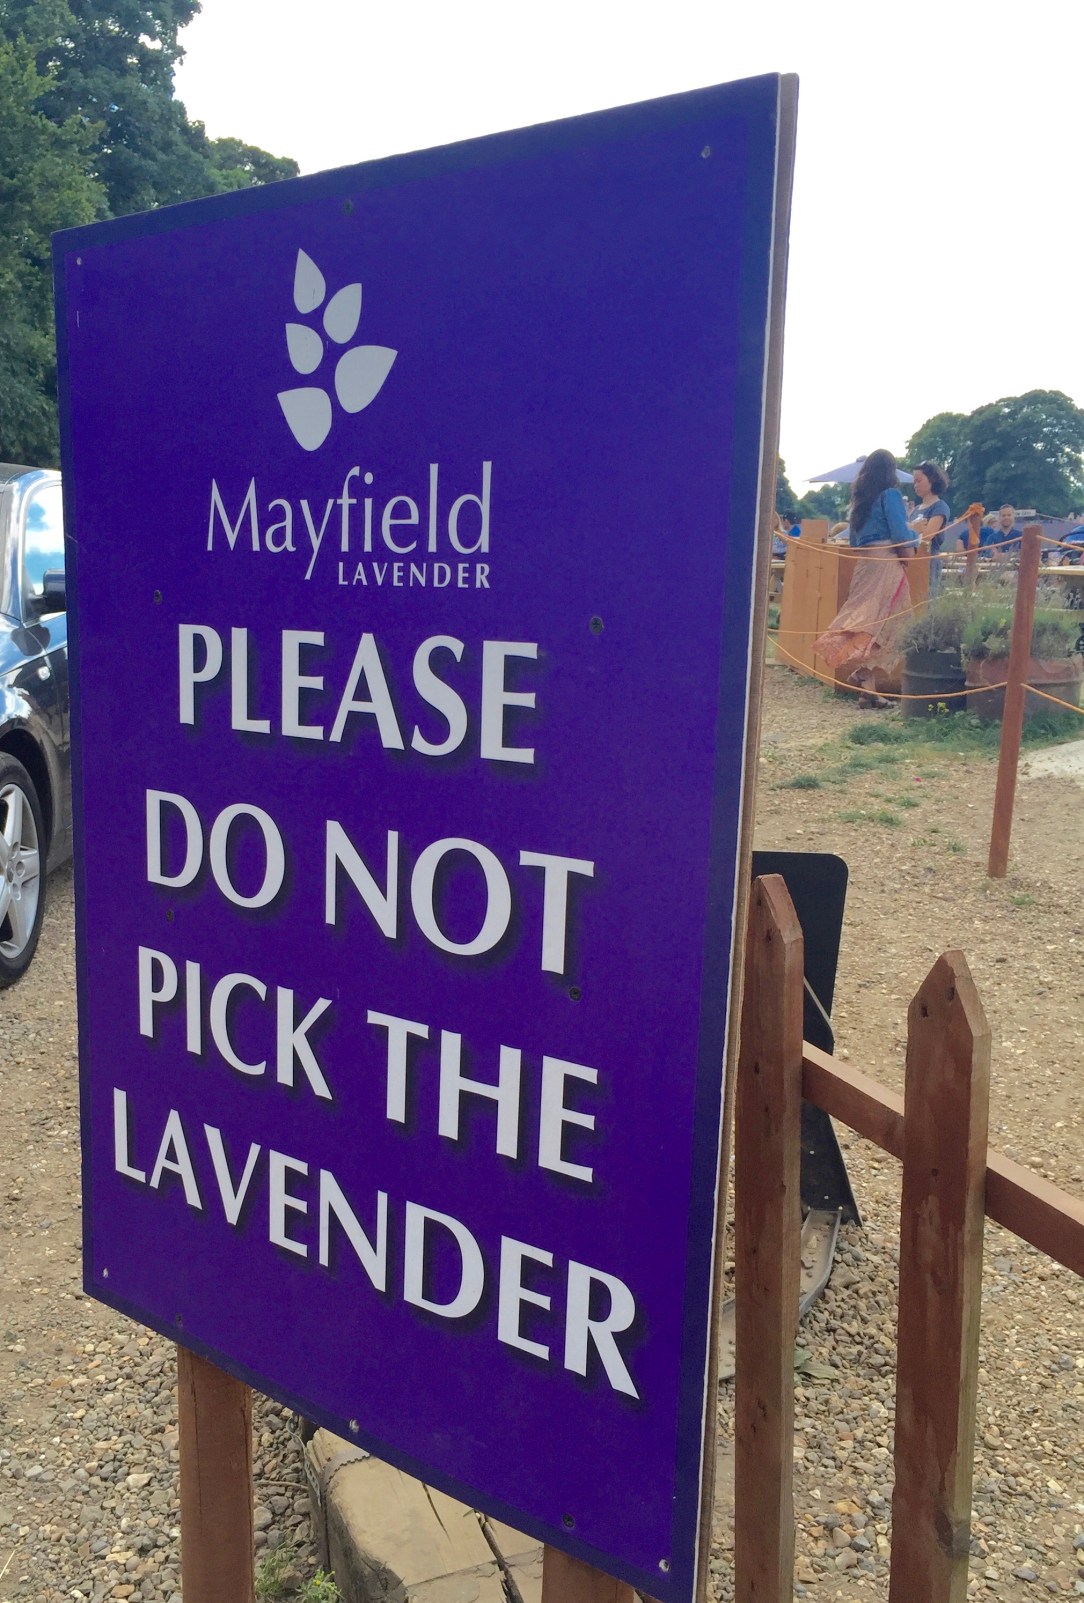 Mayfield
LAVENDER
PLEASE
DO NOT
PICK THE
LAVENDER